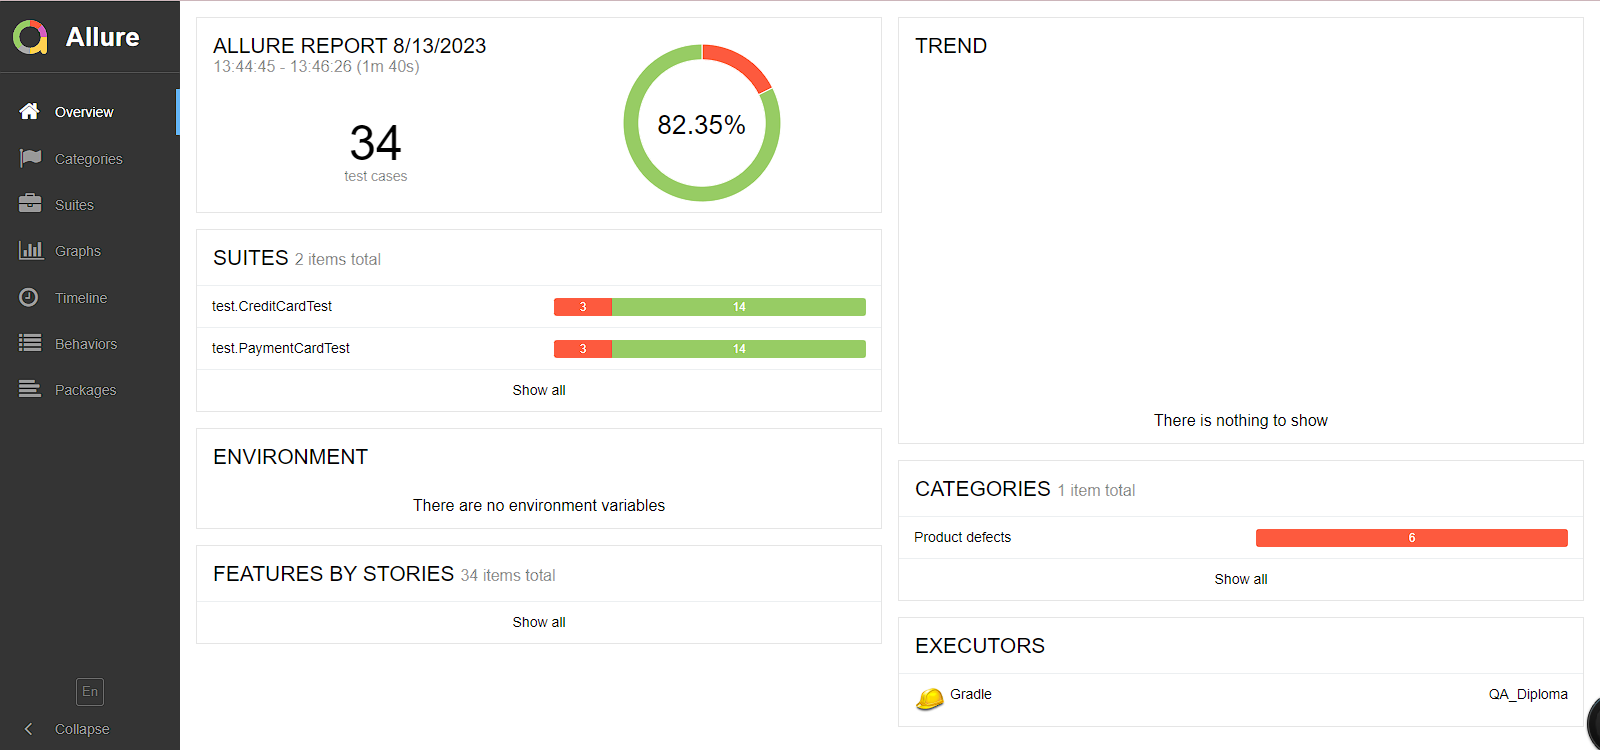 Allure
Overview
Categories
Suites
Graphs
Timeline
Behaviors
Packages
En
Collapse
ALLURE REPORT 8/13/2023
13:44:45 - 13:46:26 (1m 40s)
34
test cases
82.35%
SUITES 2 items total
test.CreditCardTest 3 14
test.PaymentCardTest 3 14
Show all
ENVIRONMENT
There are no environment variables
FEATURES BY STORIES 34 items total
Show all
TREND
There is nothing to show
CATEGORIES 1 item total
Product defects 6
Show all
EXECUTORS
Gradle QA_Diploma